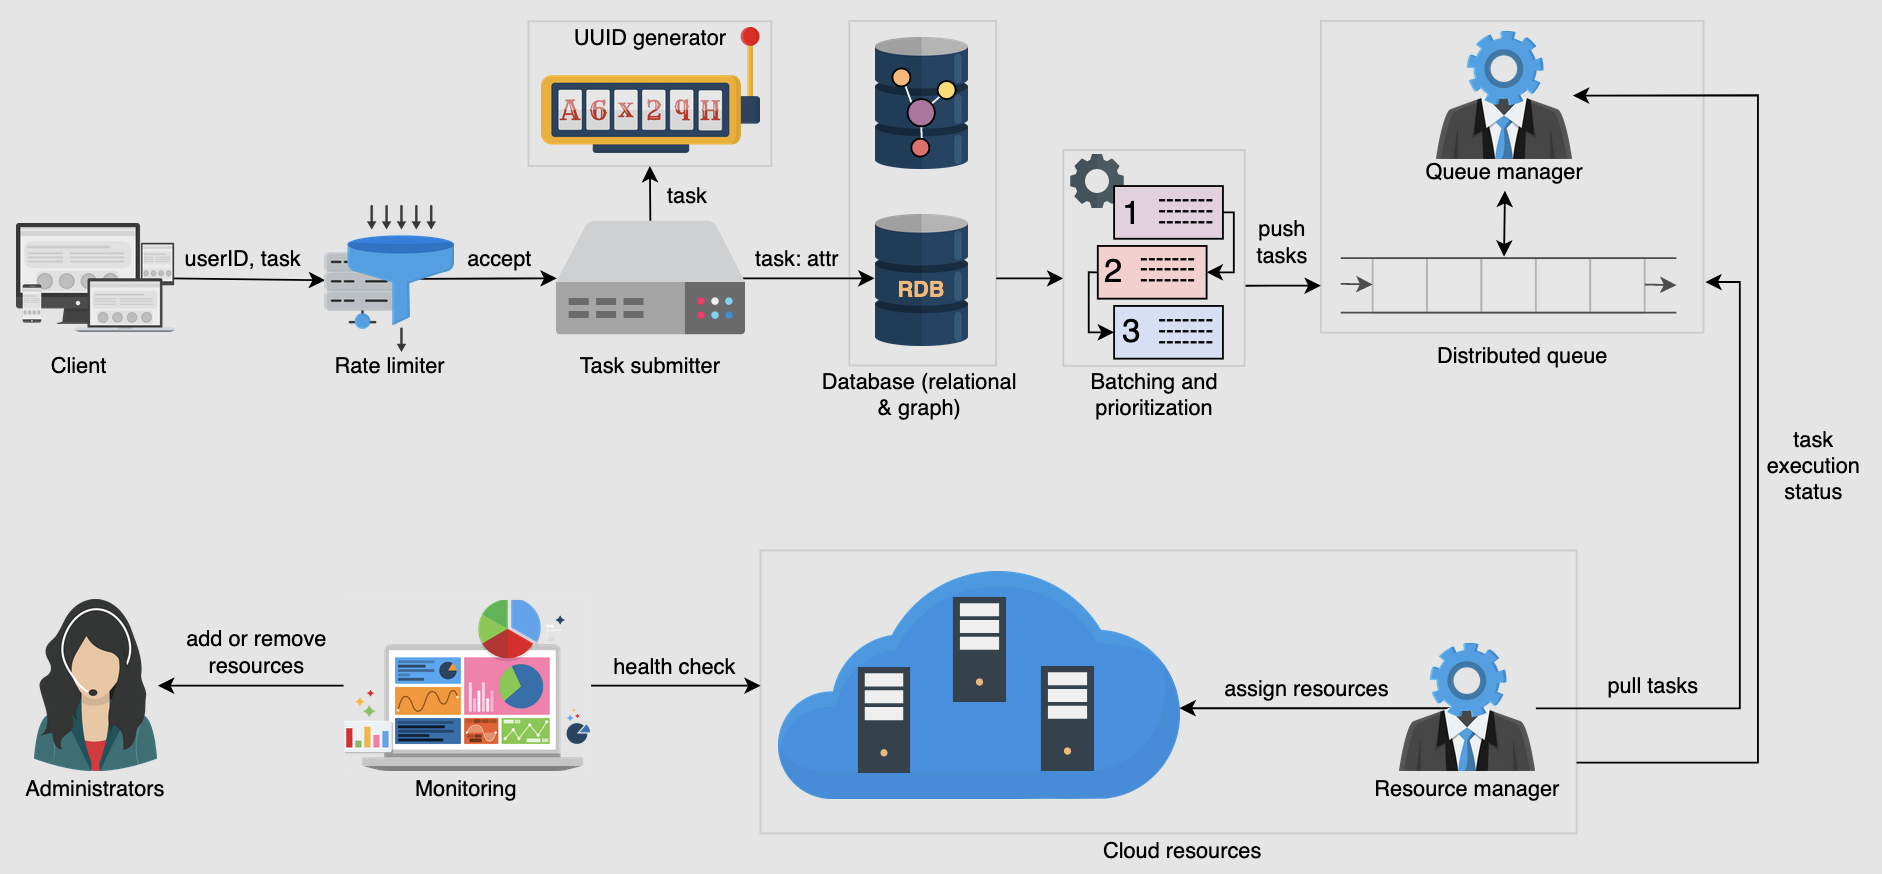 UUID generator
A6x29H
task
userID, task
accept
task: attr
RDB
1
2
3
push
tasks
Queue manager
Client
Rate limiter
Task submitter
Database (relational
& graph)
Batching and
prioritization
Distributed queue
task
execution
status
add or remove
resources
health check
assign resources
pull tasks
Administrators
Monitoring
Resource manager
Cloud resources